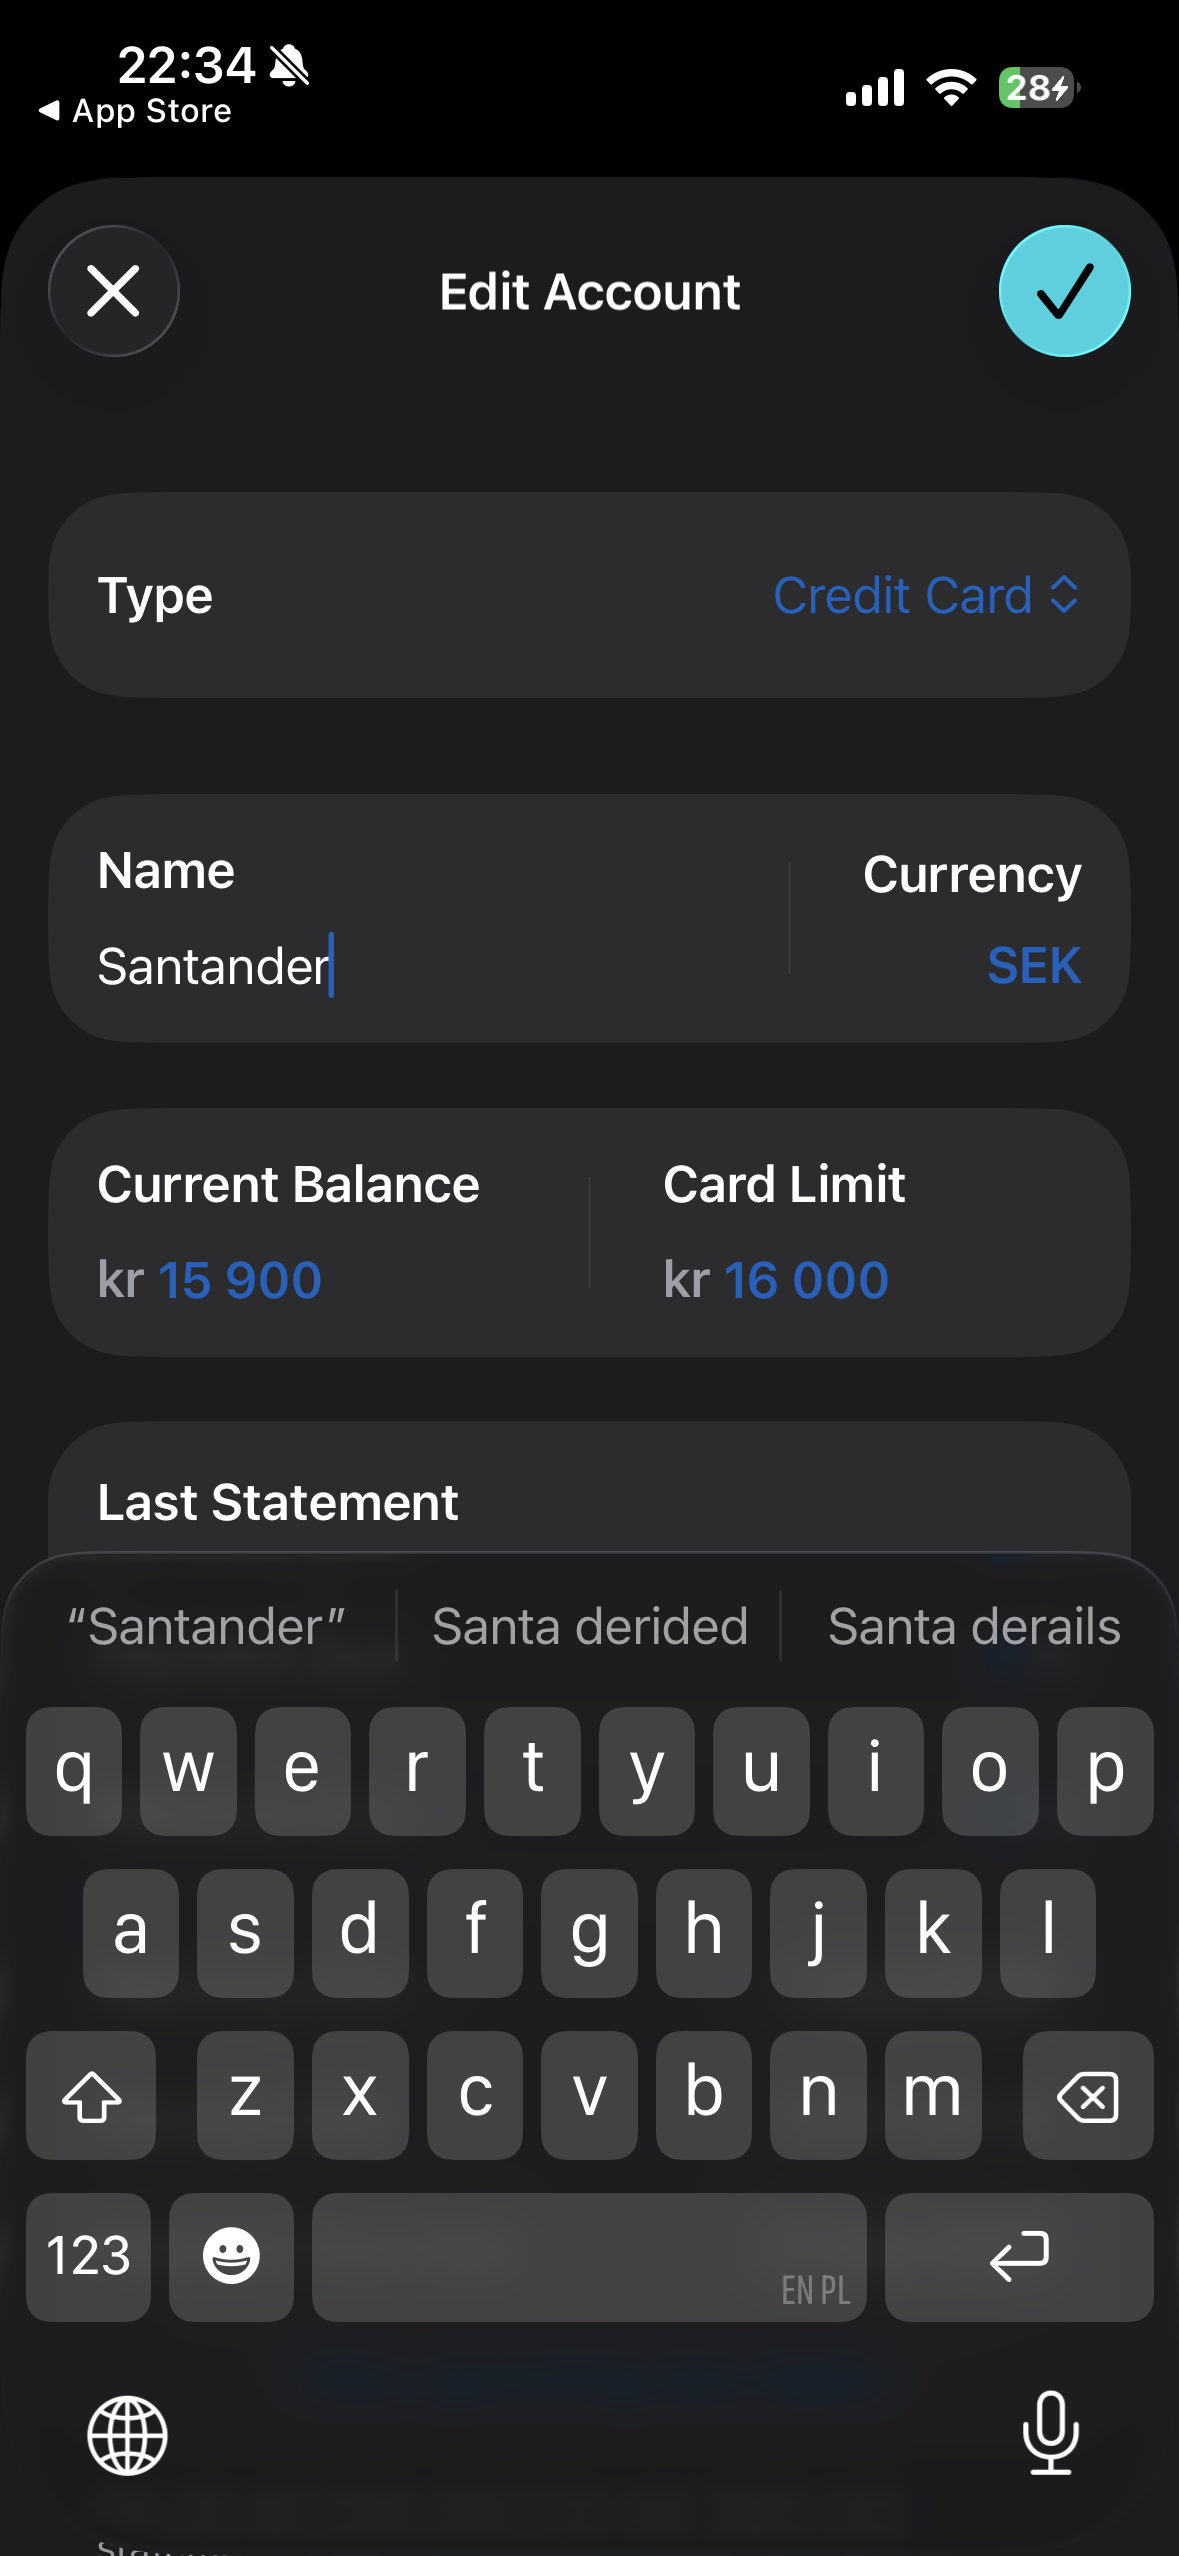 22:34
App Store
28
Edit Account
Type
Credit Card
Name
Currency
Santander
SEK
Current Balance
Card Limit
kr 15 900
kr 16 000
Last Statement
“Santander”
Santa derided
Santa derails
q w e r t y u i o p
a s d f g h j k l
z x c v b n m
123
EN PL